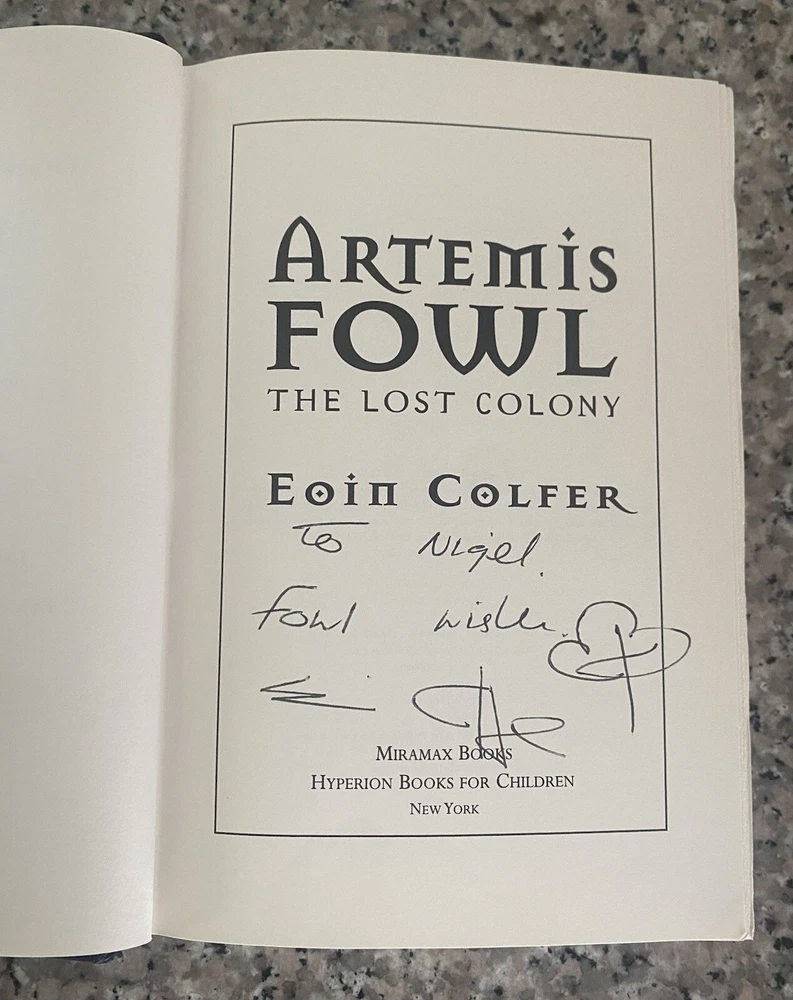 ARTEMIS
FOWL
THE LOST COLONY
EOIN COLFER
To Nigel.
Fowl wishes.
MIRAMAX BOOKS
HYPERION BOOKS FOR CHILDREN
NEW YORK